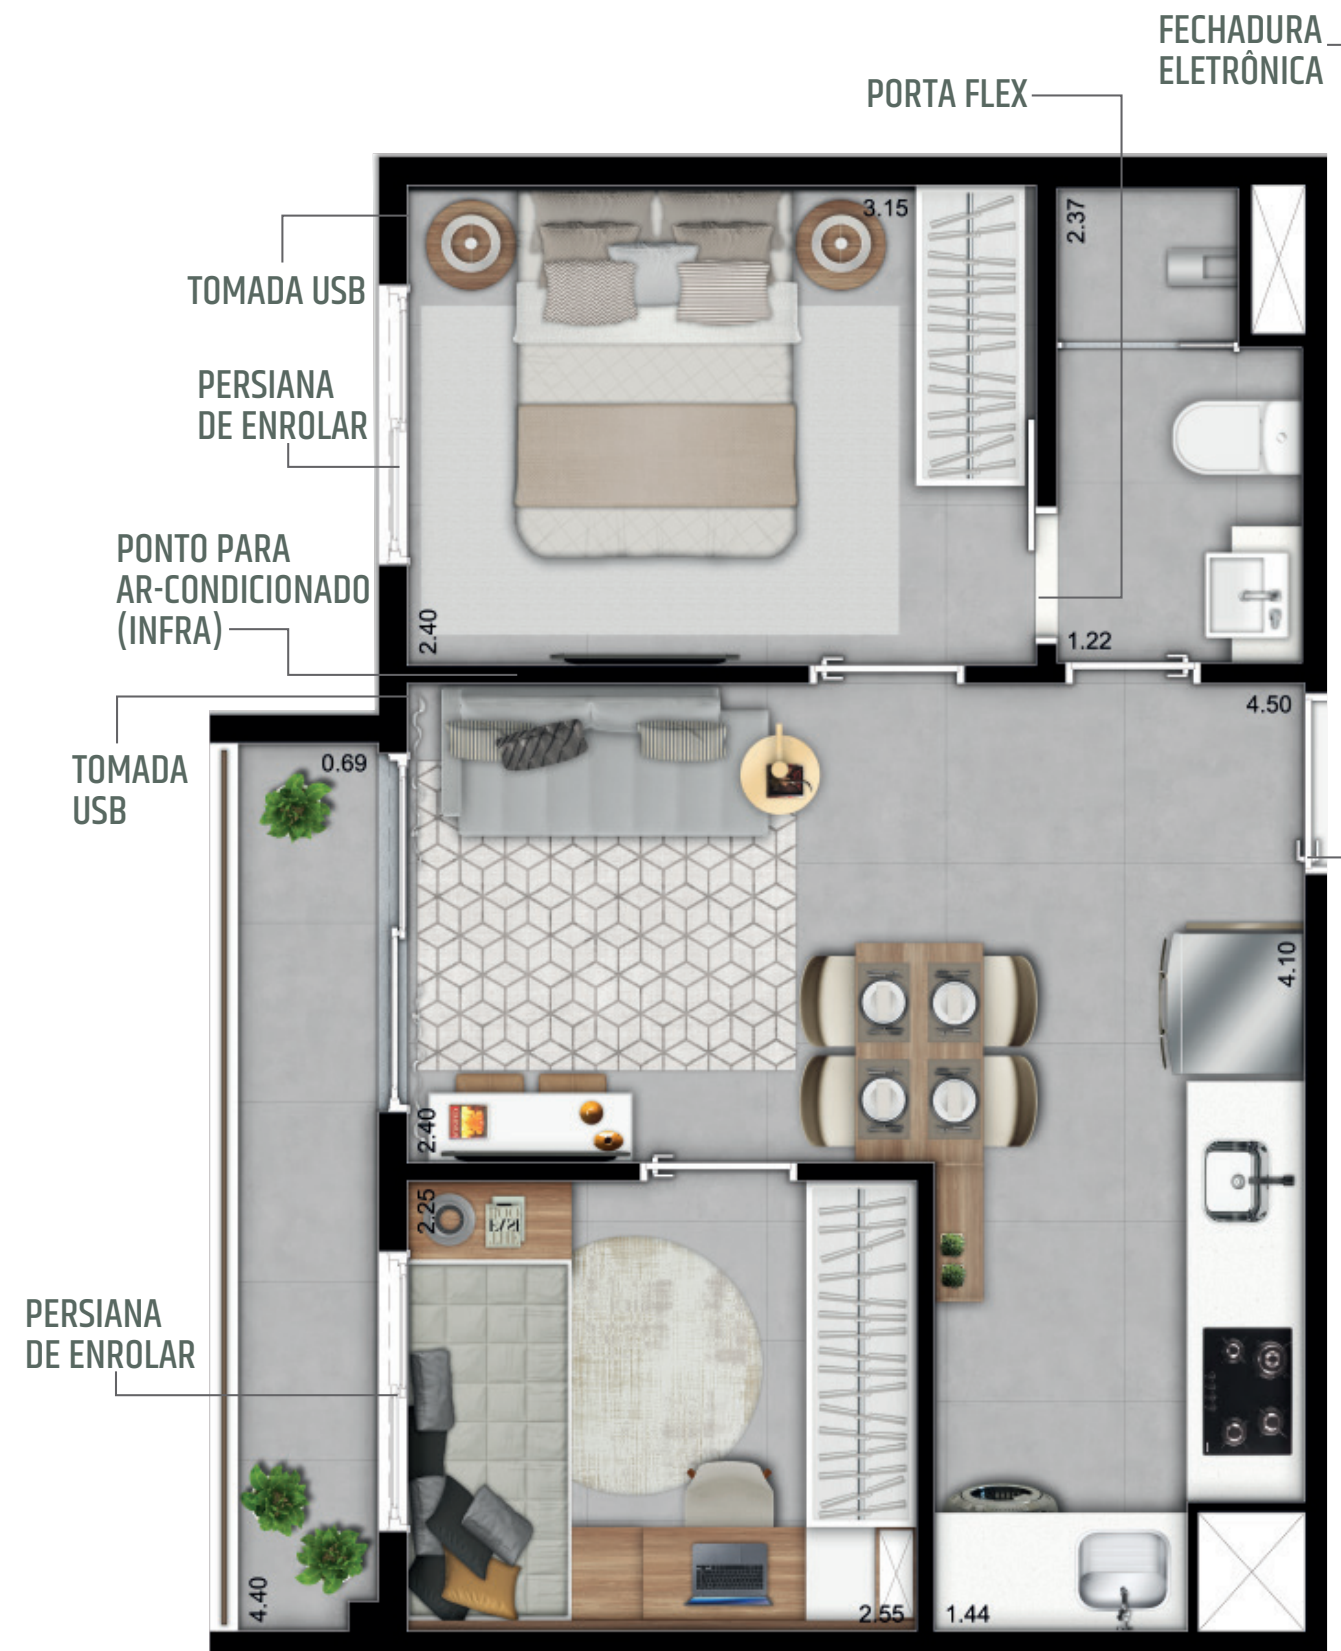 FECHADURA
ELETRÔNICA
PORTA FLEX
3.15
2.37
TOMADA USB
PERSIANA
DE ENROLAR
PONTO PARA
AR-CONDICIONADO
(INFRA)
2.40
1.22
4.50
TOMADA
USB
0.69
4.10
2.40
2.25
PERSIANA
DE ENROLAR
4.40
2.55
1.44